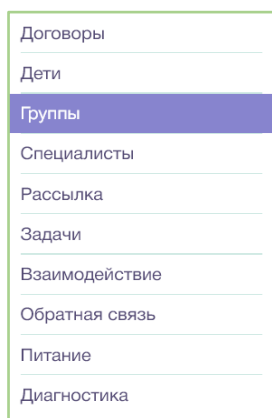 Договоры
Дети
Группы
Специалисты
Рассылка
Задачи
Взаимодействие
Обратная связь
Питание
Диагностика